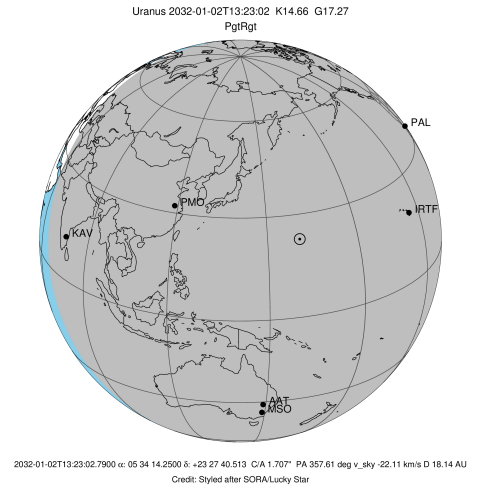 Uranus 2032-01-02T13:23:02 K14.66 G17.27
PgtRgt
PAL
PMO
IRTF
KAV
AAT
MSO
2032-01-02T13:23:02.7900 α: 05 34 14.2500 δ: +23 27 40.513 C/A 1.707" PA 357.61 deg v_sky -22.11 km/s D 18.14 AU
Credit: Styled after SORA/Lucky Star